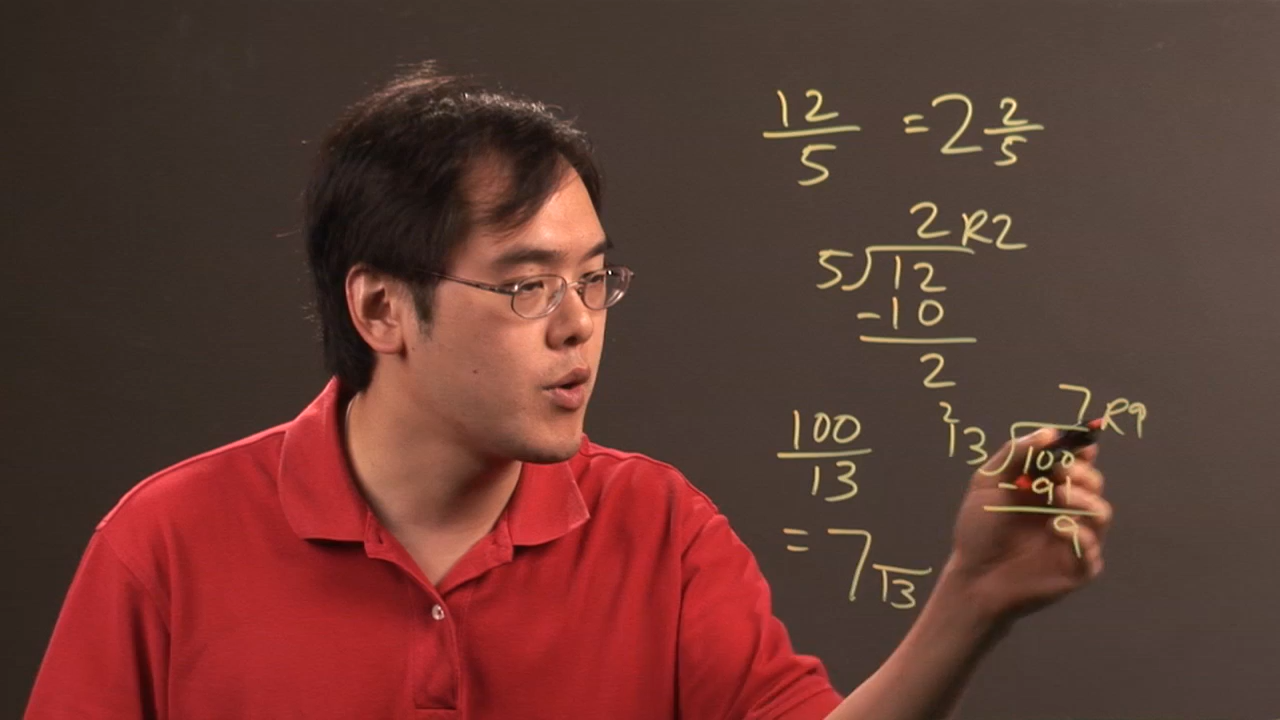 12/5 = 2 2/5
2 R2
5)12
-10
2
100/13
= 7 /13
2
7 R9
13)100
-91
9